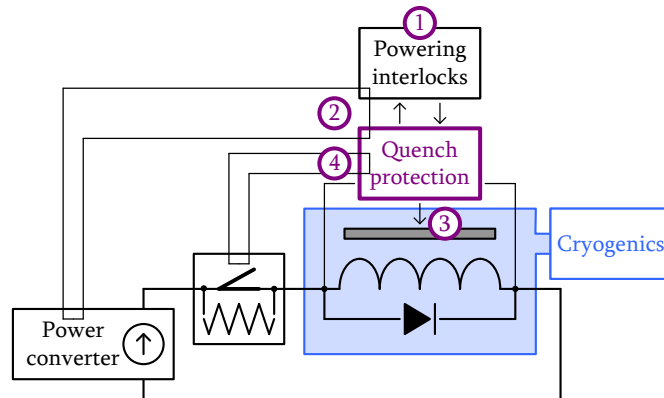 1
Powering
interlocks
2
4
Quench
protection
3
Cryogenics
Power
converter